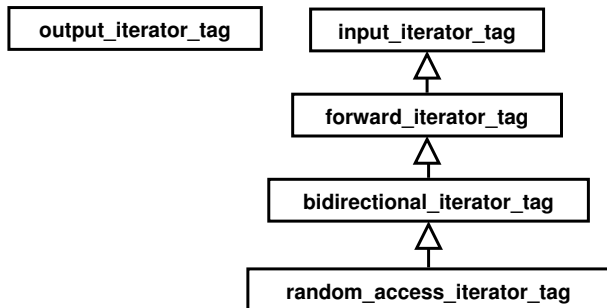 output_iterator_tag
input_iterator_tag
forward_iterator_tag
bidirectional_iterator_tag
random_access_iterator_tag